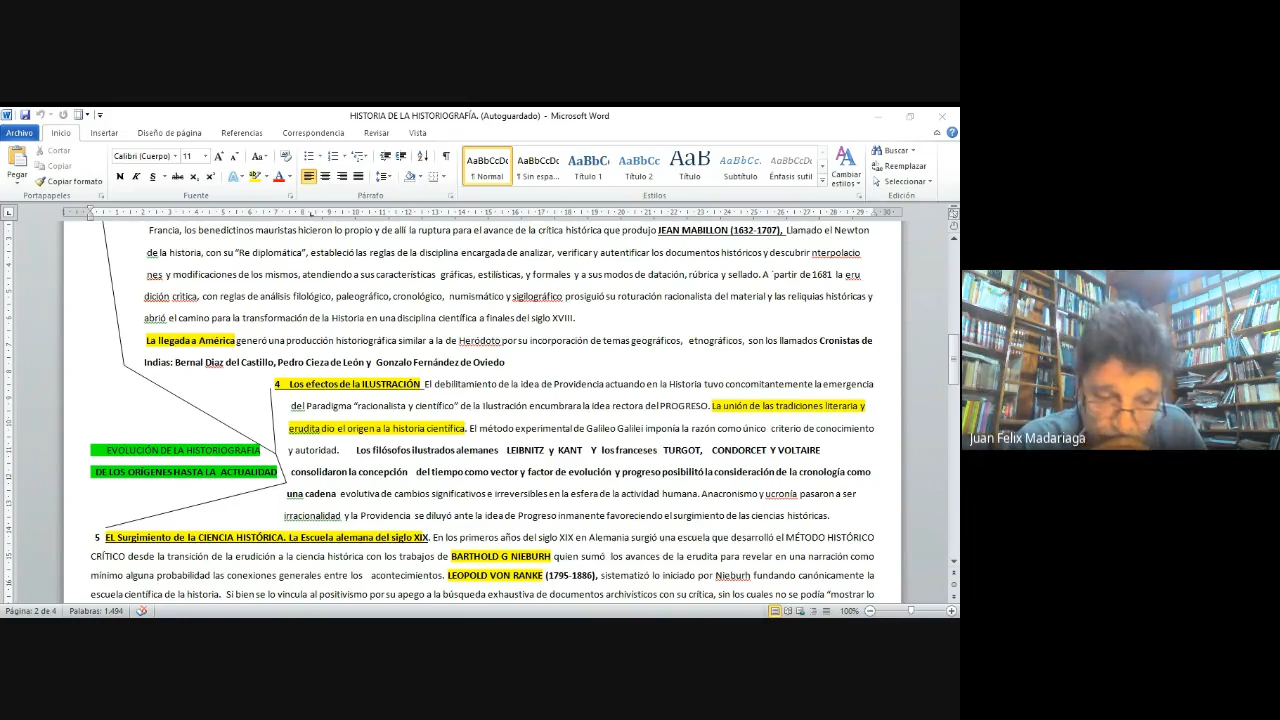 HISTORIA DE LA HISTORIOGRAFÍA. (Autoguardado) - Microsoft Word
Archivo Inicio Insertar Diseño de página Referencias Correspondencia Revisar Vista
Pegar
Cortar
Copiar
Copiar formato
Portapapeles
Calibri (Cuerpo) 11
Fuente
Párrafo
AaBbCcDc AaBbCcDc AaBbC AaBbCc AaB AaBbCc. AaBbCcDc
¶ Normal ¶ Sin espa... Título 1 Título 2 Título Subtítulo Énfasis sutil
Estilos
Cambiar estilos
Buscar
Reemplazar
Seleccionar
Edición
Francia, los benedictinos mauristas hicieron lo propio y de allí la ruptura para el avance de la crítica histórica que produjo JEAN MABILLON (1632-1707), Llamado el Newton
de la historia, con su "Re diplomática", estableció las reglas de la disciplina encargada de analizar, verificar y autentificar los documentos históricos y descubrir nterpolacio
nes y modificaciones de los mismos, atendiendo a sus características gráficas, estilísticas, y formales y a sus modos de datación, rúbrica y sellado. A ´partir de 1681 la eru
dición crítica, con reglas de análisis filológico, paleográfico, cronológico, numismático y sigilográfico prosiguió su roturación racionalista del material y las reliquias históricas y
abrió el camino para la transformación de la Historia en una disciplina científica a finales del siglo XVIII.
La llegada a América generó una producción historiográfica similar a la de Heródoto por su incorporación de temas geográficos, etnográficos, son los llamados Cronistas de
Indias: Bernal Diaz del Castillo, Pedro Cieza de León y Gonzalo Fernández de Oviedo
4 Los efectos de la ILUSTRACIÓN El debilitamiento de la idea de Providencia actuando en la Historia tuvo concomitantemente la emergencia
del Paradigma "racionalista y científico" de la Ilustración encumbrara la idea rectora del PROGRESO. La unión de las tradiciones literaria y
erudita dio el origen a la historia científica. El método experimental de Galileo Galilei imponía la razón como único criterio de conocimiento
y autoridad. Los filósofos ilustrados alemanes LEIBNITZ y KANT Y los franceses TURGOT, CONDORCET Y VOLTAIRE
consolidaron la concepción del tiempo como vector y factor de evolución y progreso posibilitó la consideración de la cronología como
una cadena evolutiva de cambios significativos e irreversibles en la esfera de la actividad humana. Anacronismo y ucronía pasaron a ser
irracionalidad y la Providencia se diluyó ante la idea de Progreso inmanente favoreciendo el surgimiento de las ciencias históricas.
EVOLUCIÓN DE LA HISTORIOGRAFIA
DE LOS ORÍGENES HASTA LA ACTUALIDAD
5 EL Surgimiento de la CIENCIA HISTÓRICA. La Escuela alemana del siglo XIX. En los primeros años del siglo XIX en Alemania surgió una escuela que desarrolló el MÉTODO HISTÓRICO
CRÍTICO desde la transición de la erudición a la ciencia histórica con los trabajos de BARTHOLD G NIEBURH quien sumó los avances de la erudita para revelar en una narración como
mínimo alguna probabilidad las conexiones generales entre los acontecimientos. LEOPOLD VON RANKE (1795-1886), sistematizó lo iniciado por Nieburh fundando canónicamente la
escuela científica de la historia. Si bien se lo vincula al positivismo por su apego a la búsqueda exhaustiva de documentos archivísticos con su crítica, sin los cuales no se podía "mostrar lo
Página: 2 de 4 Palabras: 1.494 100%
Juan Felix Madariaga